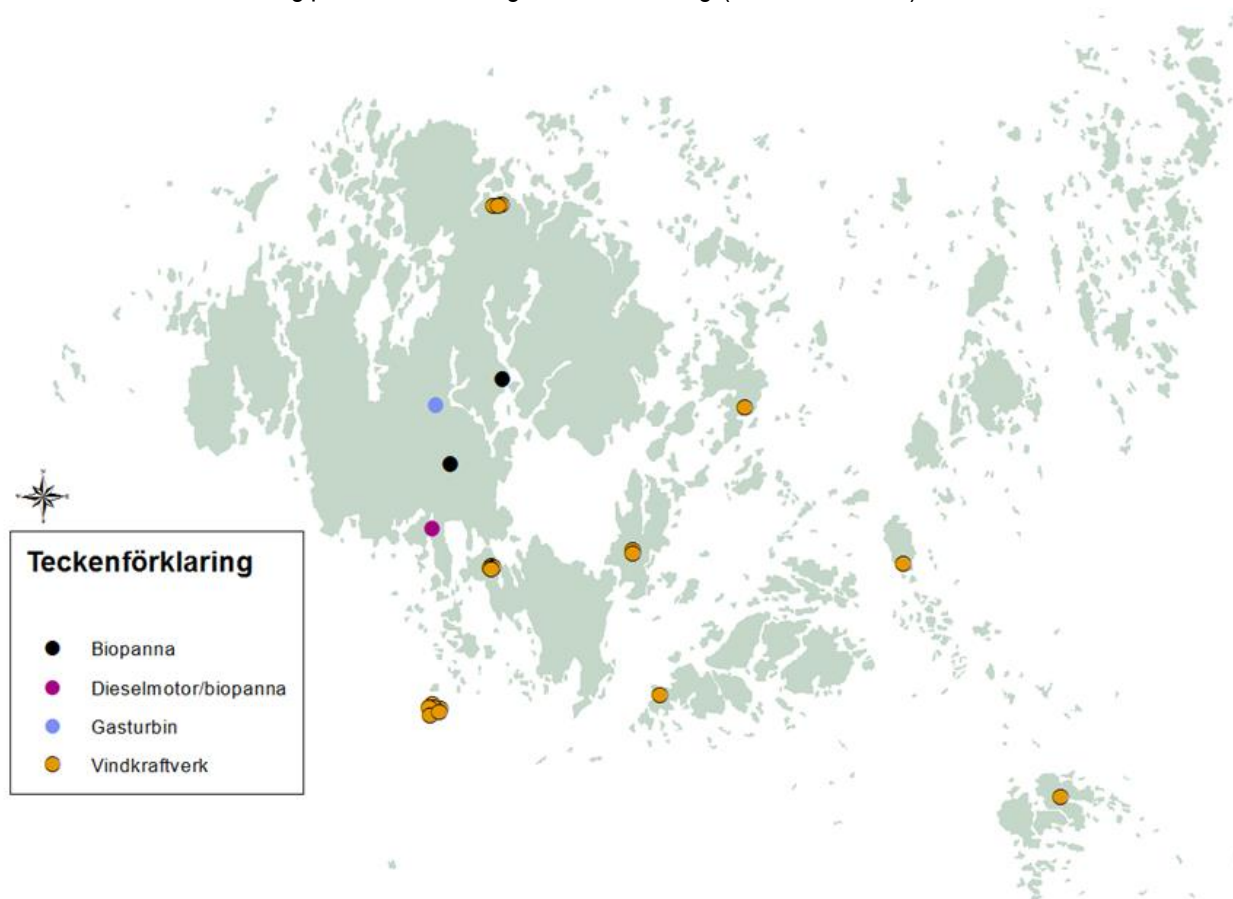 Teckenförklaring
Biopanna
Dieselmotor/biopanna
Gasturbin
Vindkraftverk